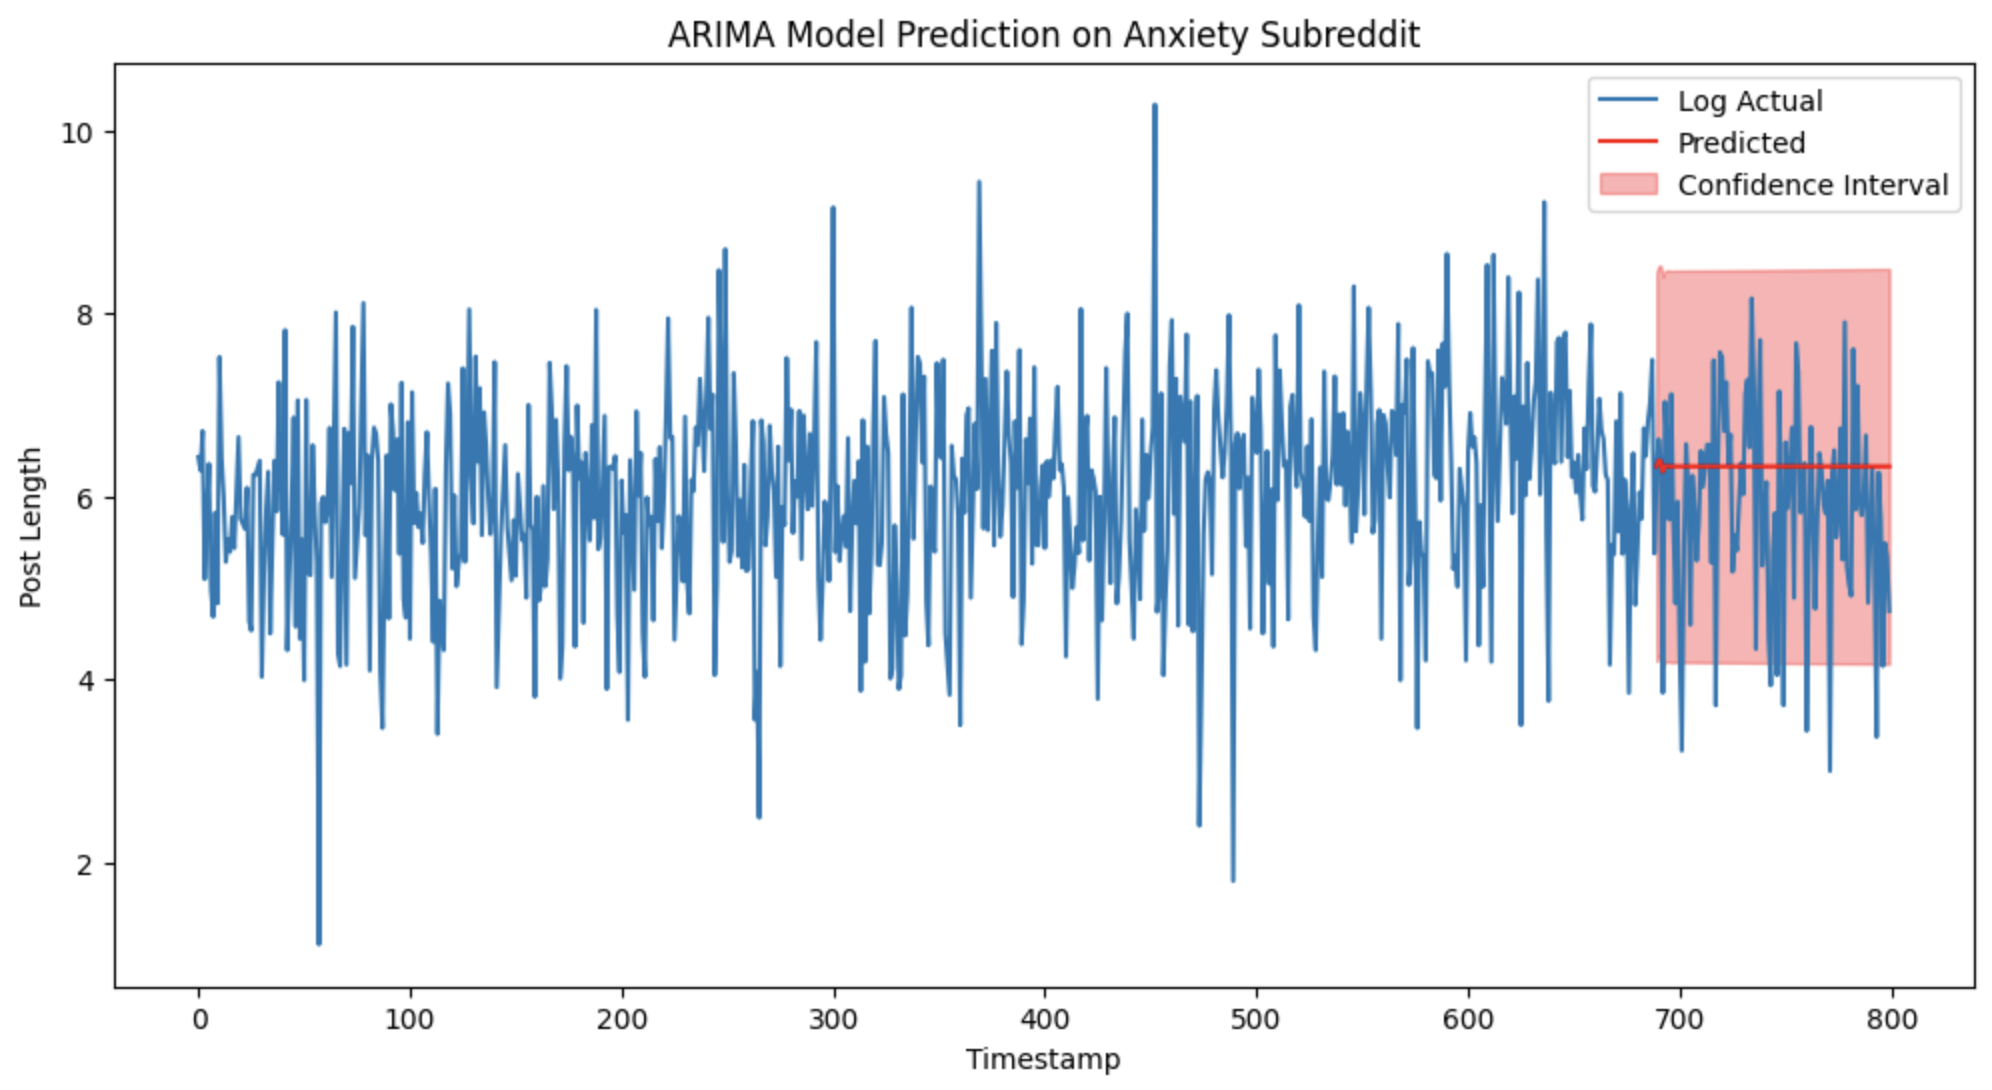 ARIMA Model Prediction on Anxiety Subreddit
Log Actual
Predicted
Confidence Interval
Post Length
10
8
6
4
2
0 100 200 300 400 500 600 700 800
Timestamp